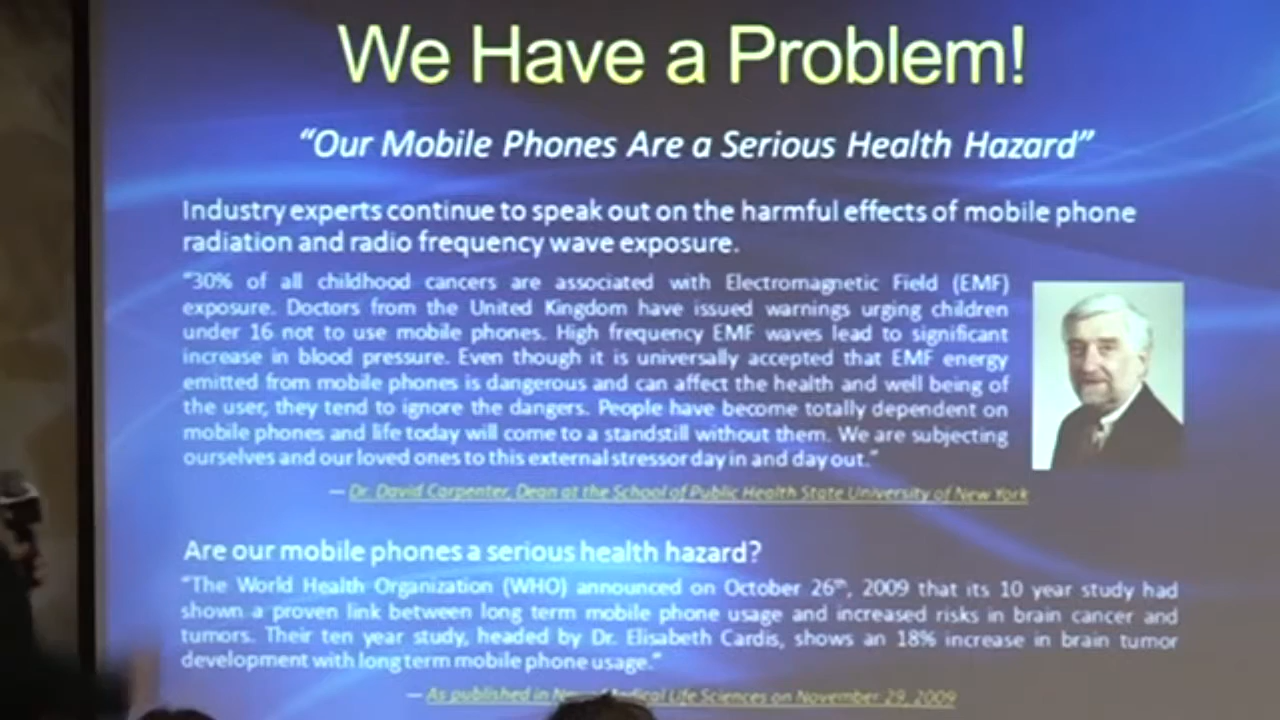 We Have a Problem!
“Our Mobile Phones Are a Serious Health Hazard”
Industry experts continue to speak out on the harmful effects of mobile phone
radiation and radio frequency wave exposure.
“30% of all childhood cancers are associated with Electromagnetic Field (EMF)
exposure. Doctors from the United Kingdom have issued warnings urging children
under 16 not to use mobile phones. High frequency EMF waves lead to significant
increase in blood pressure. Even though it is universally accepted that EMF energy
emitted from mobile phones is dangerous and can affect the health and well being of
the user, they tend to ignore the dangers. People have become totally dependent on
mobile phones and life today will come to a standstill without them. We are subjecting
ourselves and our loved ones to this external stressor day in and day out.”
— Dr. David Carpenter, Dean at the School of Public Health State University of New York
Are our mobile phones a serious health hazard?
“The World Health Organization (WHO) announced on October 26th, 2009 that its 10 year study had
shown a proven link between long term mobile phone usage and increased risks in brain cancer and
tumors. Their ten year study, headed by Dr. Elisabeth Cardis, shows an 18% increase in brain tumor
development with long term mobile phone usage.”
— As published in Medical Life Sciences on November 29, 2009